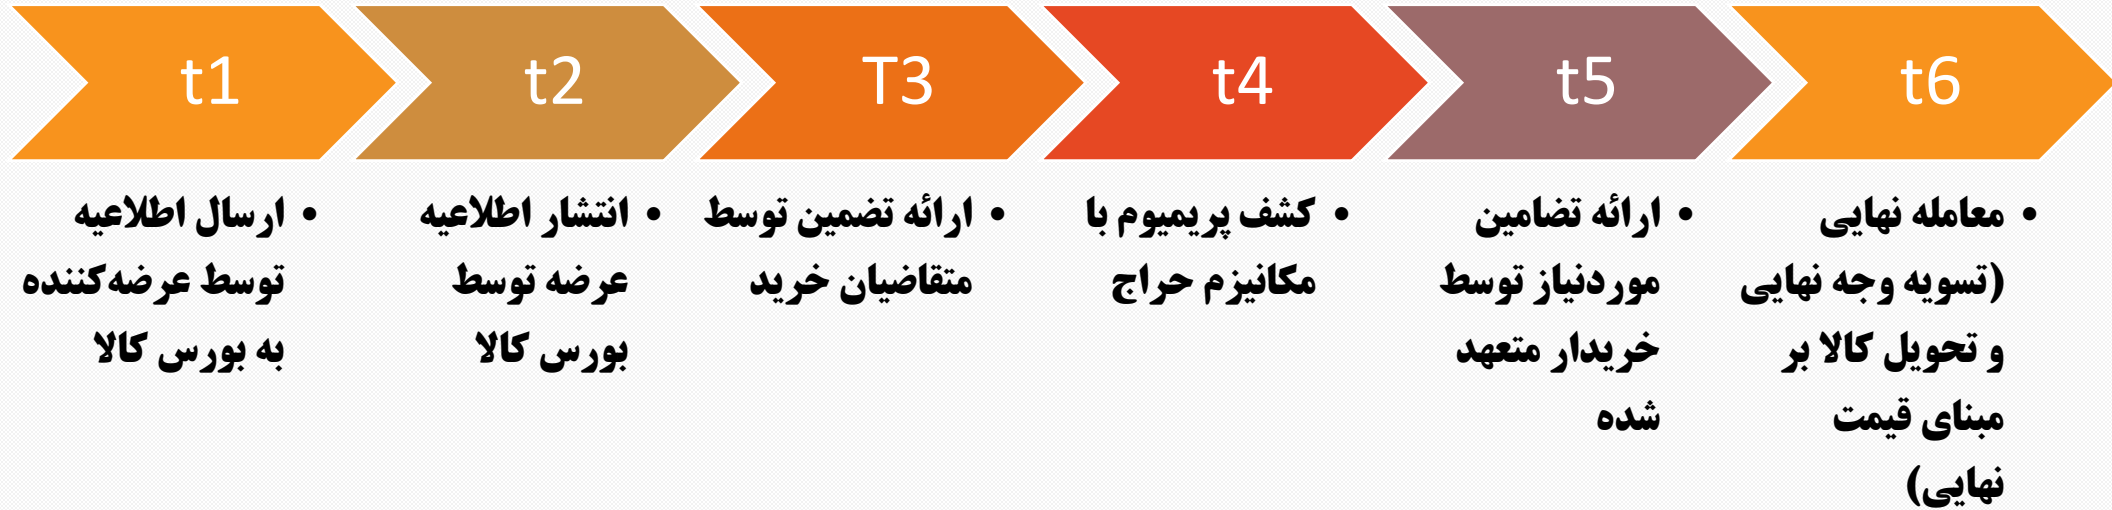 t1
t2
T3
t4
t5
t6
• ارسال اطلاعیه
توسط عرضه‌کننده
به بورس کالا
• انتشار اطلاعیه
عرضه توسط
بورس کالا
• ارائه تضمین توسط
متقاضیان خرید
• کشف پریمیوم با
مکانیزم حراج
• ارائه تضامین
موردنیاز توسط
خریدار متعهد
شده
• معامله نهایی
(تسویه وجه نهایی
و تحویل کالا بر
مبنای قیمت
نهایی)